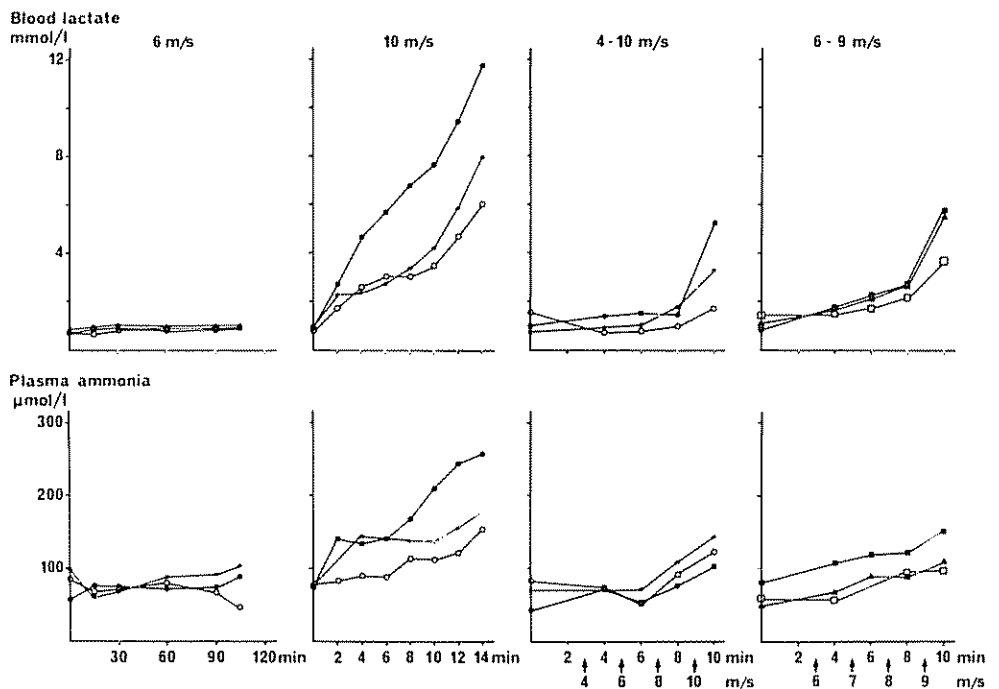 Blood lactate
mmol/l
6 m/s
10 m/s
4-10 m/s
6 - 9 m/s
12
8
4
Plasma ammonia
µmol/l
300
200
100
30 60 90 120 min
2 4 6 8 10 12 14 min
2 4 6 8 10 min
4 6 8 10 m/s
2 4 6 8 10 min
6 7 8 9 m/s